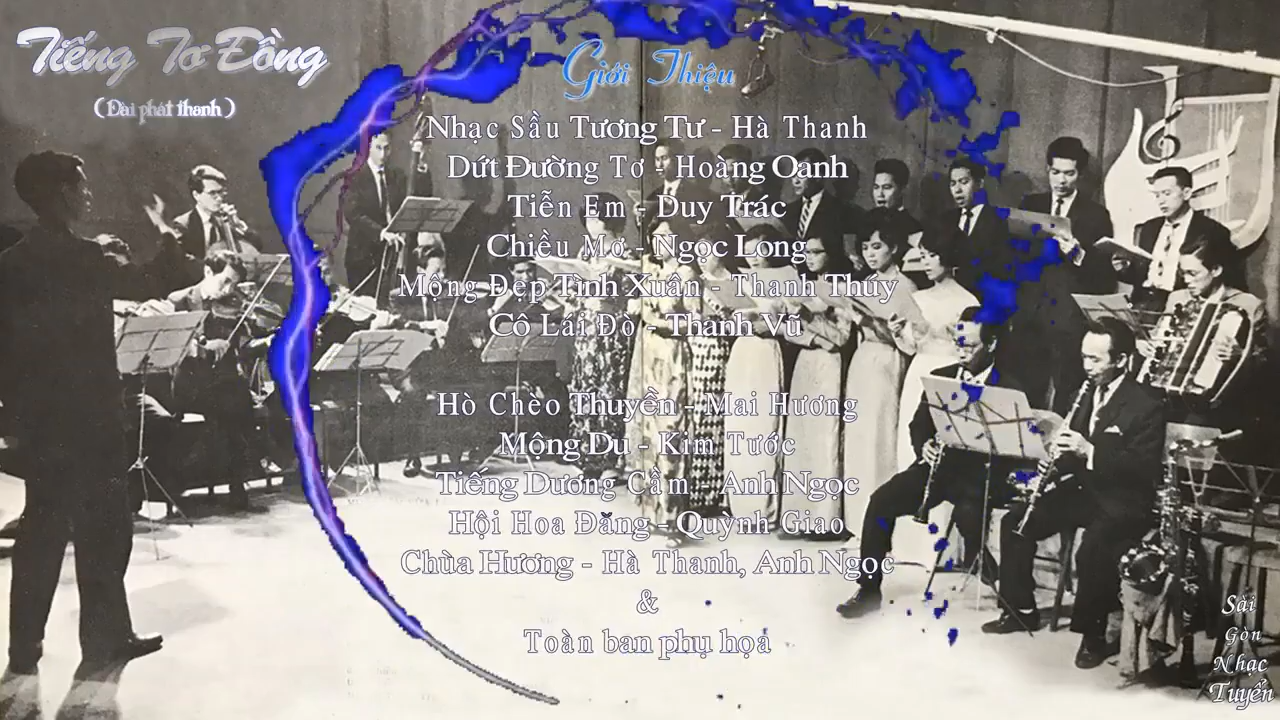 Tiếng Tơ Đồng
( Đài phát thanh )
Giới Thiệu
Nhạc Sầu Tương Tư - Hà Thanh
Dứt Đường Tơ - Hoàng Oanh
Tiễn Em - Duy Trác
Chiều Mơ - Ngọc Long
Mộng Đẹp Tình Xuân - Thanh Thúy
Cô Lái Đò - Thanh Vũ
Hò Chèo Thuyền - Mai Hương
Mộng Du - Kim Tước
Tiếng Dương Cầm - Anh Ngọc
Hội Hoa Đăng - Quỳnh Giao
Chùa Hương - Hà Thanh, Anh Ngọc
&
Toàn ban phụ họa
Sài
Gòn
Nhạc
Tuyển